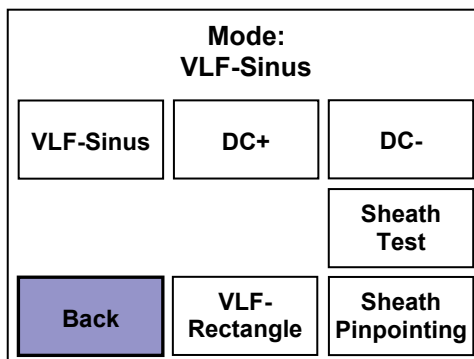 Mode:
VLF-Sinus
VLF-Sinus
DC+
DC-
Sheath
Test
Back
VLF-
Rectangle
Sheath
Pinpointing